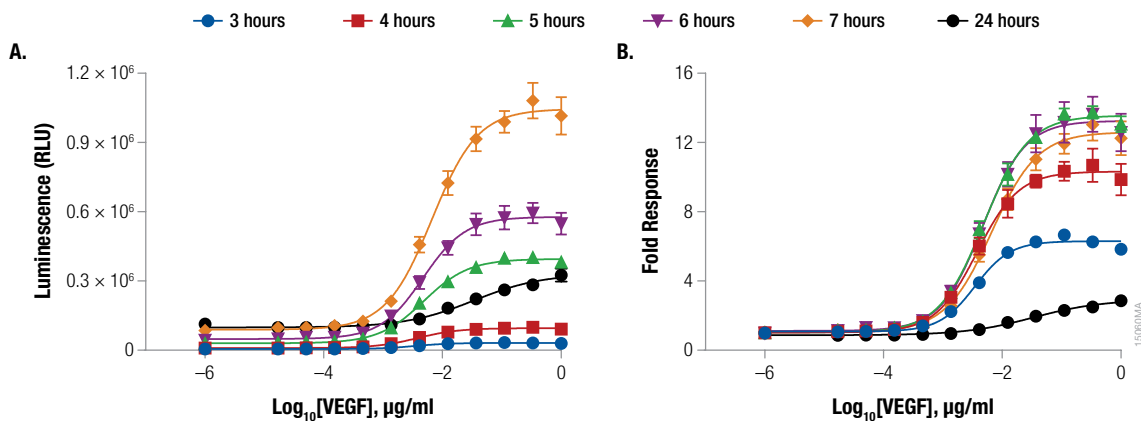 3 hours 4 hours 5 hours 6 hours 7 hours 24 hours
A.
1.2 × 10⁶
0.9 × 10⁶
0.6 × 10⁶
0.3 × 10⁶
0
Luminescence (RLU)
–6 –4 –2 0
Log₁₀[VEGF], µg/ml
B.
16
12
8
4
0
Fold Response
–6 –4 –2 0
Log₁₀[VEGF], µg/ml
15060MA